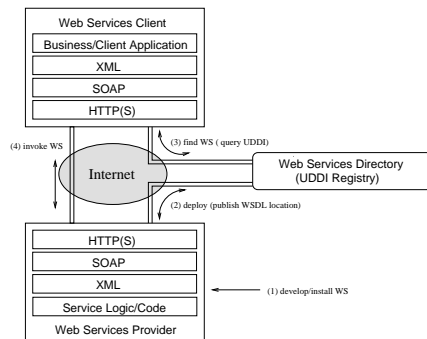 Web Services Client
Business/Client Application
XML
SOAP
HTTP(S)
(4) invoke WS
(3) find WS ( query UDDI)
Internet
Web Services Directory
(UDDI Registry)
(2) deploy (publish WSDL location)
HTTP(S)
SOAP
XML
(1) develop/install WS
Service Logic/Code
Web Services Provider